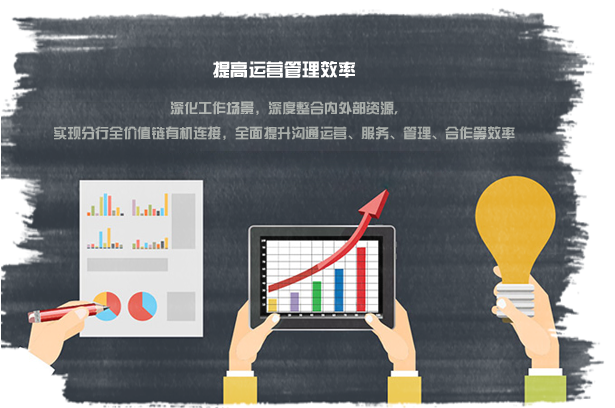 提高运营管理效率
深化工作场景，深度整合内外部资源，
实现分行全价值链有机连接，全面提升沟通运营、服务、管理、合作等效率